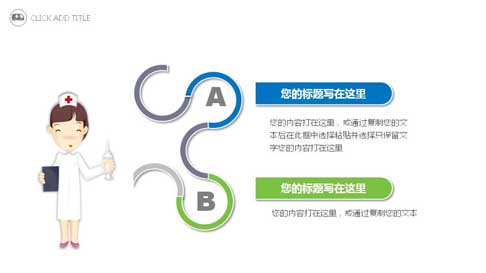 CLICK ADD TITLE
A
您的标题写在这里
您的内容打在这里，或通过复制您的文
本后在此框中选择粘贴并选择只保留文
字您的内容打在这里
B
您的标题写在这里
您的内容打在这里，或通过复制您的文本